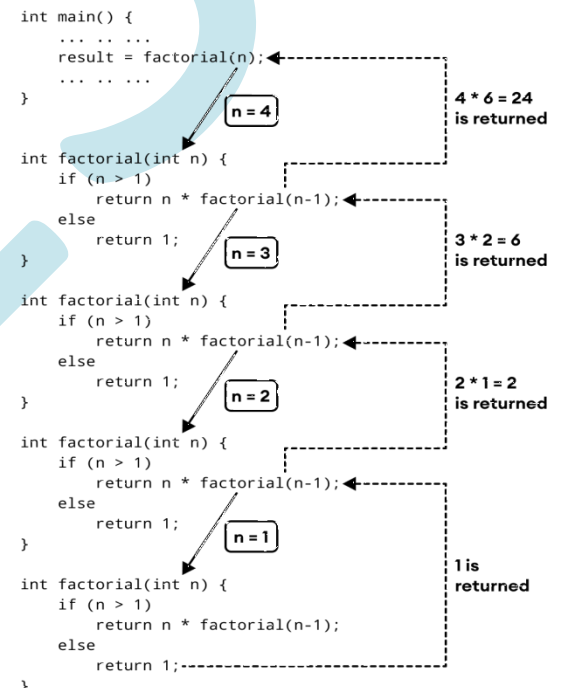 int main() {
    ... .. ...
    result = factorial(n);
    ... .. ...
}
n = 4
4 * 6 = 24
is returned
int factorial(int n) {
    if (n > 1)
        return n * factorial(n-1);
    else
        return 1;
}
n = 3
3 * 2 = 6
is returned
int factorial(int n) {
    if (n > 1)
        return n * factorial(n-1);
    else
        return 1;
}
n = 2
2 * 1 = 2
is returned
int factorial(int n) {
    if (n > 1)
        return n * factorial(n-1);
    else
        return 1;
}
n = 1
1 is
returned
int factorial(int n) {
    if (n > 1)
        return n * factorial(n-1);
    else
        return 1;
}